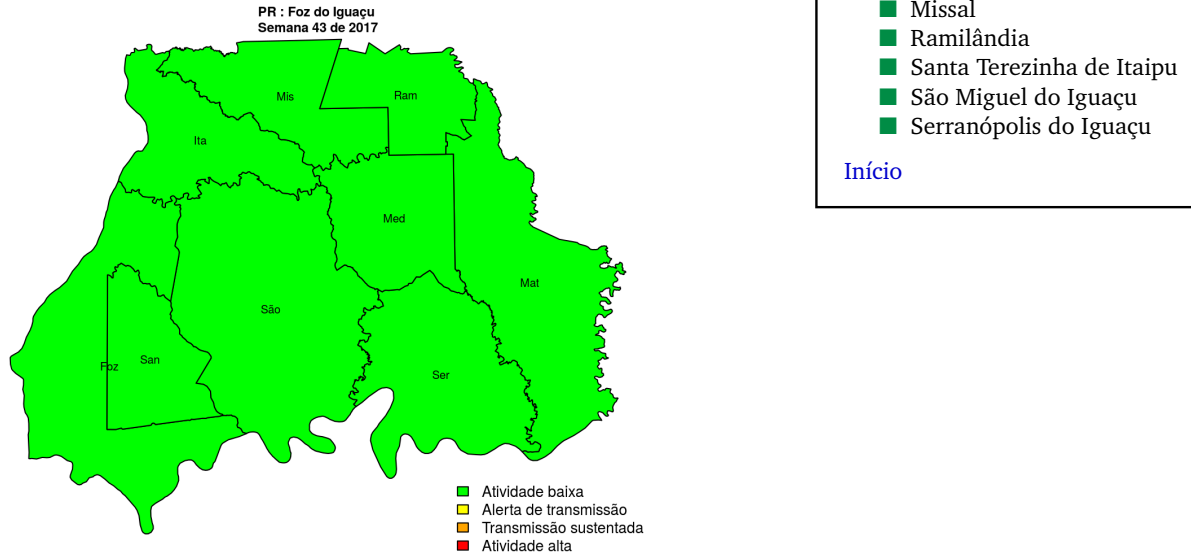 PR : Foz do Iguaçu
Semana 43 de 2017
Mis
Ram
Ita
Med
Mat
São
Foz
San
Ser
Atividade baixa
Alerta de transmissão
Transmissão sustentada
Atividade alta
Missal
Ramilândia
Santa Terezinha de Itaipu
São Miguel do Iguaçu
Serranópolis do Iguaçu
Início